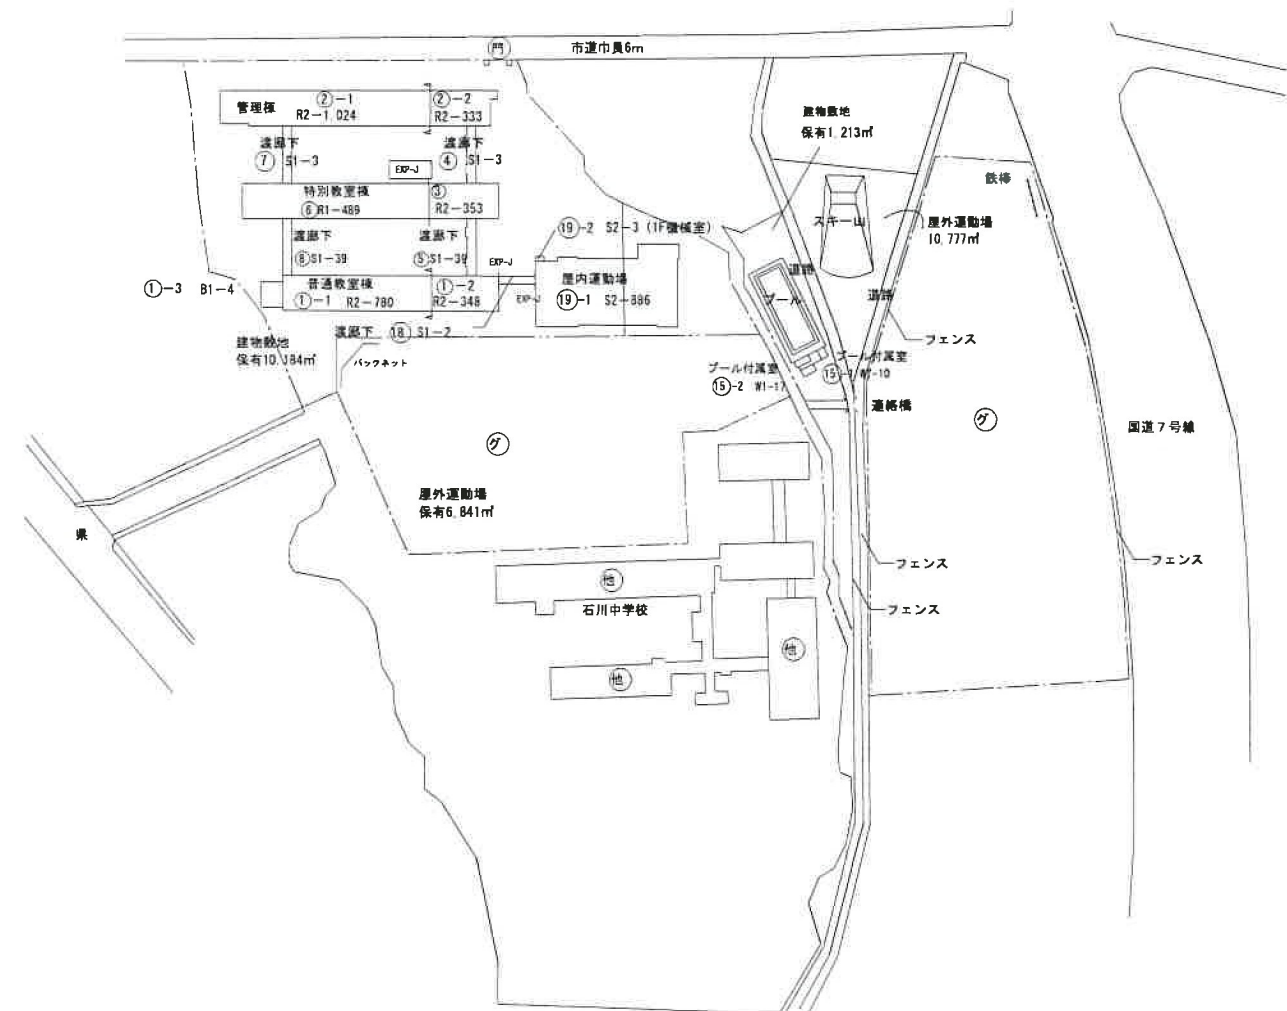 門
市道巾員6m
管理棟
②-1
R2-1,024
②-2
R2-333
渡廊下
⑦ S1-3
渡廊下
④ S1-3
EXP-J
特別教室棟
⑥R1-489
③
R2-353
渡廊下
⑧S1-39
渡廊下
⑤S1-39
EXP-J
⑲-2 S2-3 (1F機械室)
屋内運動場
⑲-1 S2-886
EXP-J
①-3 B1-4
普通教室棟
①-1 R2-780
①-2
R2-348
渡廊下 ⑱ S1-2
建物敷地
保有10,184㎡
バックネット
建物敷地
保有1,213㎡
スキー山
鉄棒
屋外運動場
10,777㎡
道路
プール
道路
フェンス
プール付属室
⑮-2 W1-17
プール付属室
⑮-1 W1-10
連絡橋
グ
グ
国道7号線
屋外運動場
保有6,841㎡
県
フェンス
フェンス
フェンス
他
石川中学校
他
他